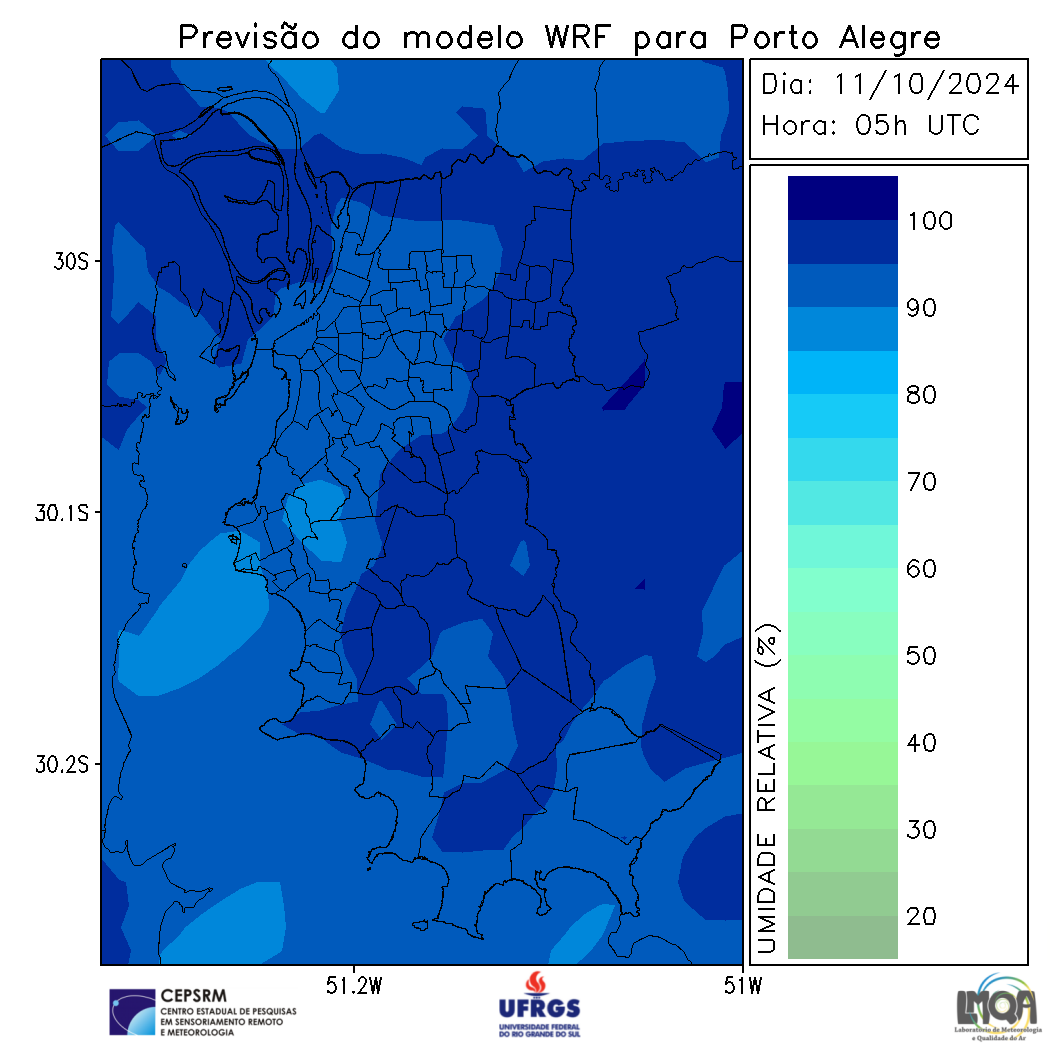 Previsão do modelo WRF para Porto Alegre
Dia: 11/10/2024
Hora: 05h UTC
100
90
80
70
60
50
40
30
20
UMIDADE RELATIVA (%)
30S
30.1S
30.2S
51.2W
51W
CEPSRM
CENTRO ESTADUAL DE PESQUISAS
EM SENSORIAMENTO REMOTO
E METEOROLOGIA
UFRGS
UNIVERSIDADE FEDERAL
DO RIO GRANDE DO SUL
LMQA
Laboratório de Meteorologia
e Qualidade do Ar